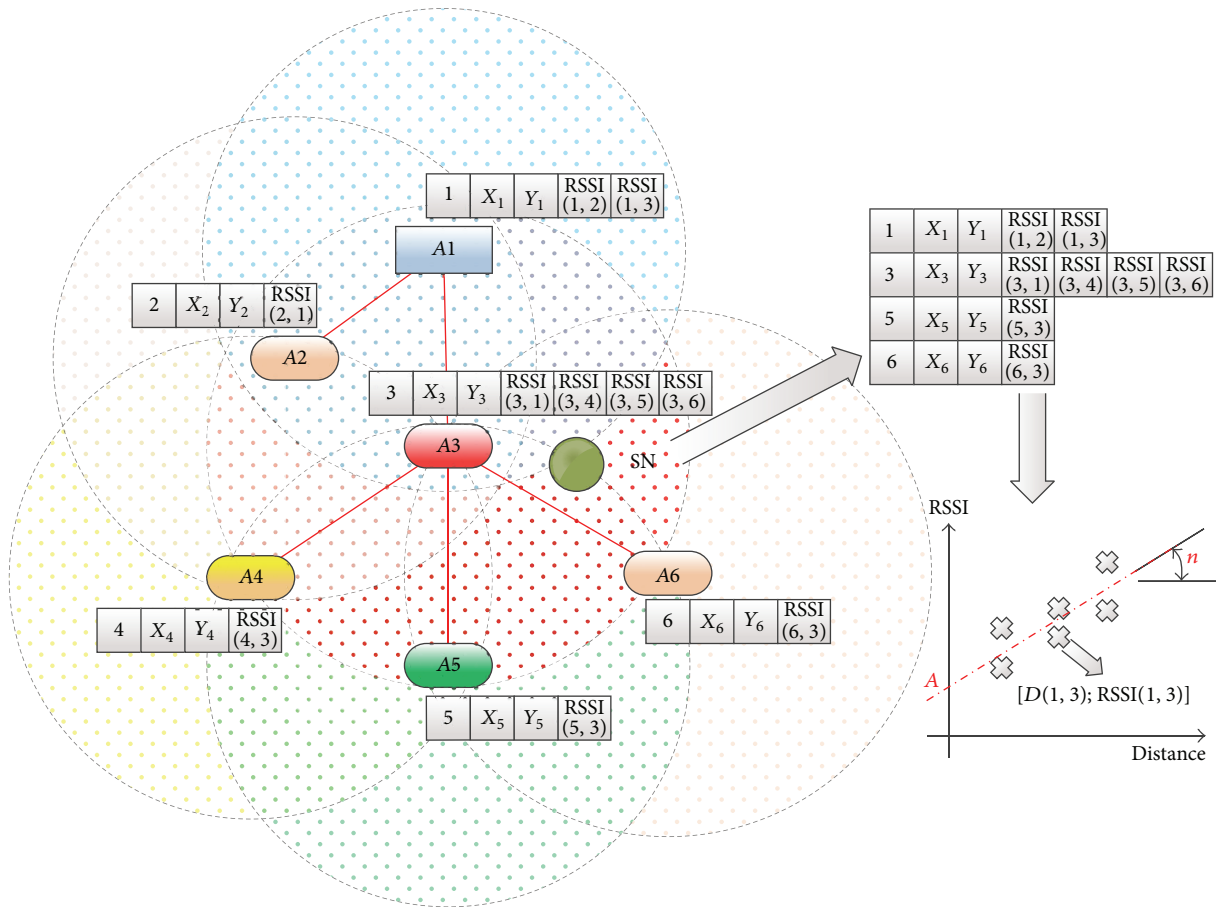 1 X₁ Y₁ RSSI (1, 2) RSSI (1, 3)
A1
2 X₂ Y₂ RSSI (2, 1)
A2
3 X₃ Y₃ RSSI (3, 1) RSSI (3, 4) RSSI (3, 5) RSSI (3, 6)
A3
SN
A4
4 X₄ Y₄ RSSI (4, 3)
A5
5 X₅ Y₅ RSSI (5, 3)
A6
6 X₆ Y₆ RSSI (6, 3)
1 X₁ Y₁ RSSI (1, 2) RSSI (1, 3)
3 X₃ Y₃ RSSI (3, 1) RSSI (3, 4) RSSI (3, 5) RSSI (3, 6)
5 X₅ Y₅ RSSI (5, 3)
6 X₆ Y₆ RSSI (6, 3)
RSSI
n
A
[D(1, 3); RSSI(1, 3)]
Distance